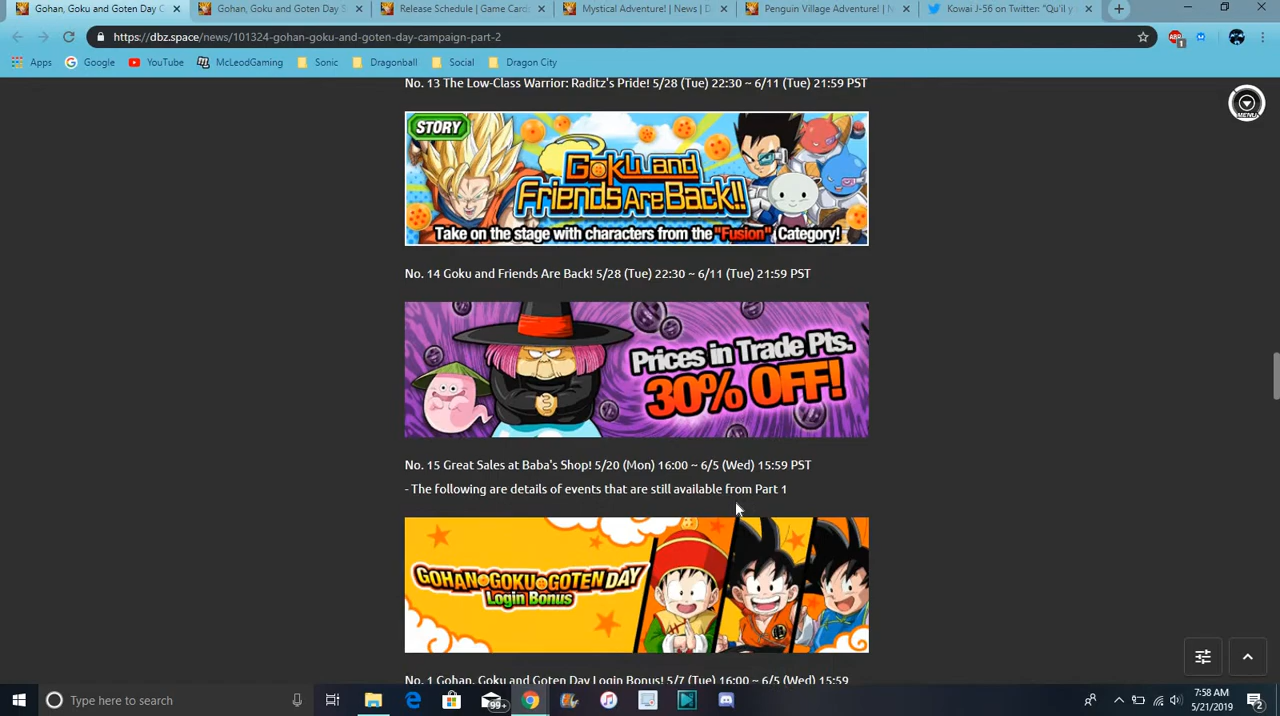 Gohan, Goku and Goten Day C
Gohan, Goku and Goten Day S
Release Schedule | Game Cards
Mystical Adventure! | News | D
Penguin Village Adventure! | N
Kowai J-56 on Twitter: "Qu'il y
https://dbz.space/news/101324-gohan-goku-and-goten-day-campaign-part-2
Apps
Google
YouTube
McLeodGaming
Sonic
Dragonball
Social
Dragon City
No. 13 The Low-Class Warrior: Raditz's Pride! 5/28 (Tue) 22:30 ~ 6/11 (Tue) 21:59 PST
MENU
STORY
Goku and
Friends Are Back!!
Take on the stage with characters from the "Fusion" Category!
No. 14 Goku and Friends Are Back! 5/28 (Tue) 22:30 ~ 6/11 (Tue) 21:59 PST
Prices in Trade Pts.
30% OFF!
No. 15 Great Sales at Baba's Shop! 5/20 (Mon) 16:00 ~ 6/5 (Wed) 15:59 PST
- The following are details of events that are still available from Part 1
GOHAN GOKU GOTEN DAY
Login Bonus
No. 1 Gohan, Goku and Goten Day Login Bonus! 5/7 (Tue) 16:00 ~ 6/5 (Wed) 15:59
Type here to search
99+
7:58 AM
5/21/2019
2